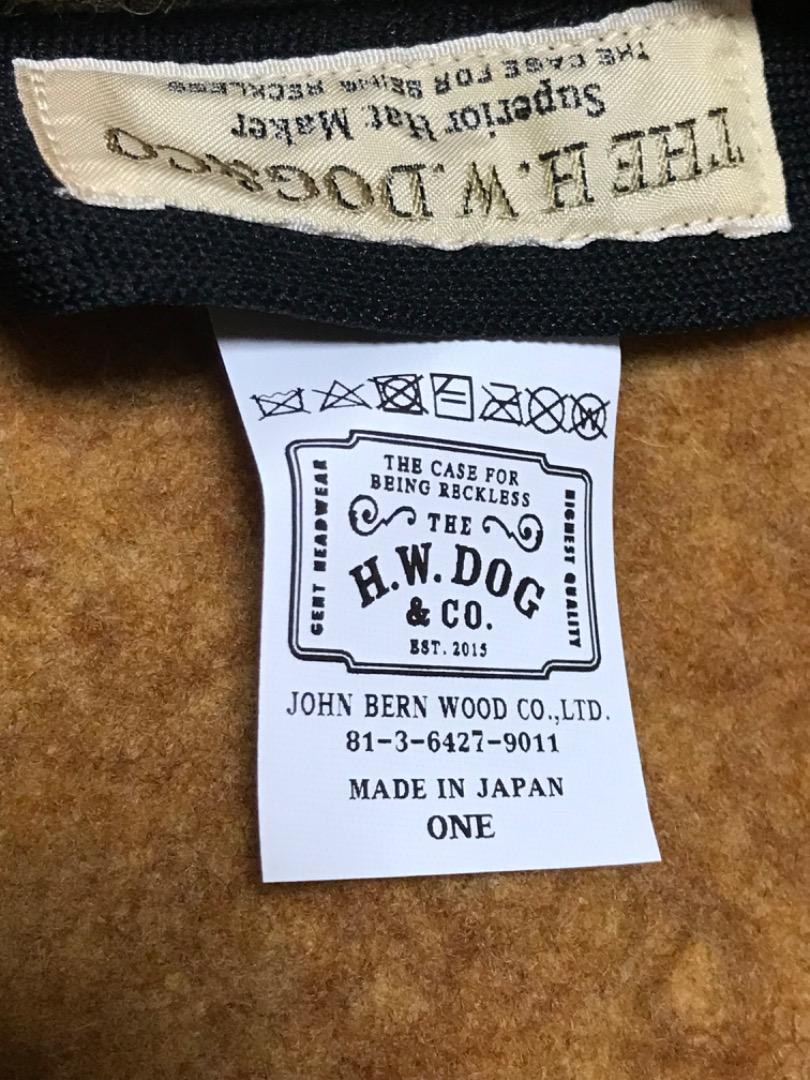 THE H.W.DOG&CO
Superior Hat Maker
THE CASE FOR BEING RECKLESS
W
THE CASE FOR
BEING RECKLESS
GENT HEADWEAR
THE
H.W.DOG
& CO.
EST. 2015
HIGHEST QUALITY
JOHN BERN WOOD CO.,LTD.
81-3-6427-9011
MADE IN JAPAN
ONE